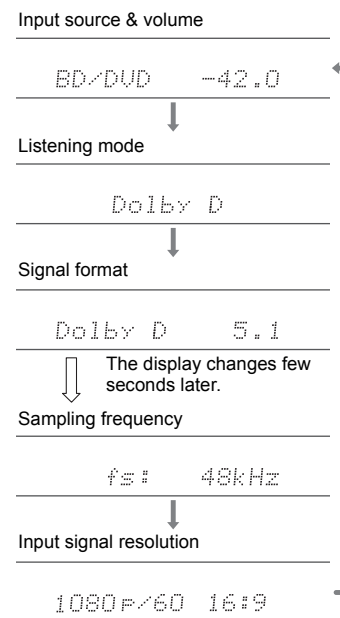 Input source & volume
BD/DVD -42.0
Listening mode
Dolby D
Signal format
Dolby D 5.1
The display changes few
seconds later.
Sampling frequency
fs: 48kHz
Input signal resolution
1080p/60 16:9